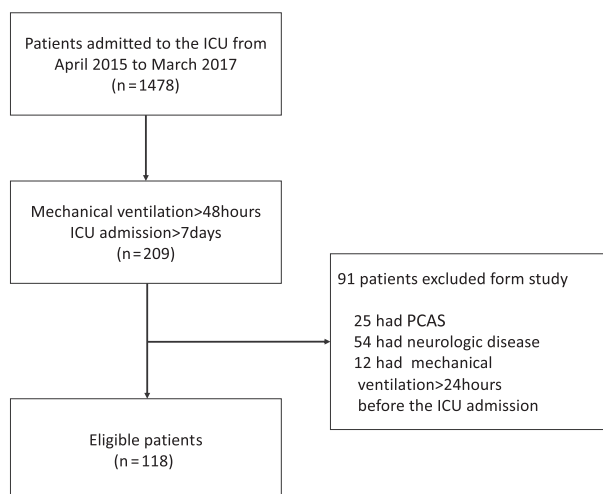 Patients admitted to the ICU from
April 2015 to March 2017
(n=1478)
Mechanical ventilation>48hours
ICU admission>7days
(n=209)
91 patients excluded form study
25 had PCAS
54 had neurologic disease
12 had mechanical
ventilation>24hours
before the ICU admission
Eligible patients
(n=118)